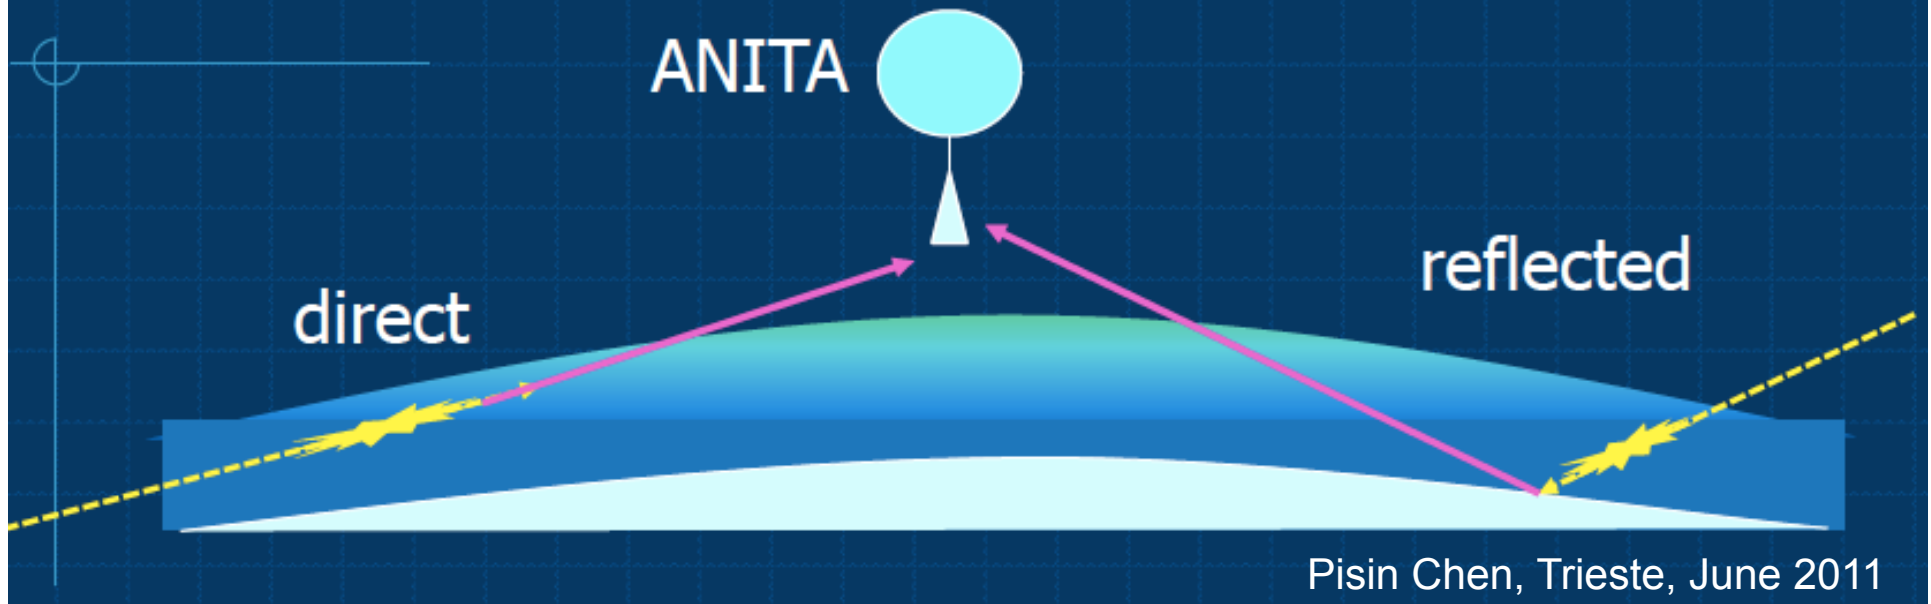 ANITA
direct
reflected
Pisin Chen, Trieste, June 2011